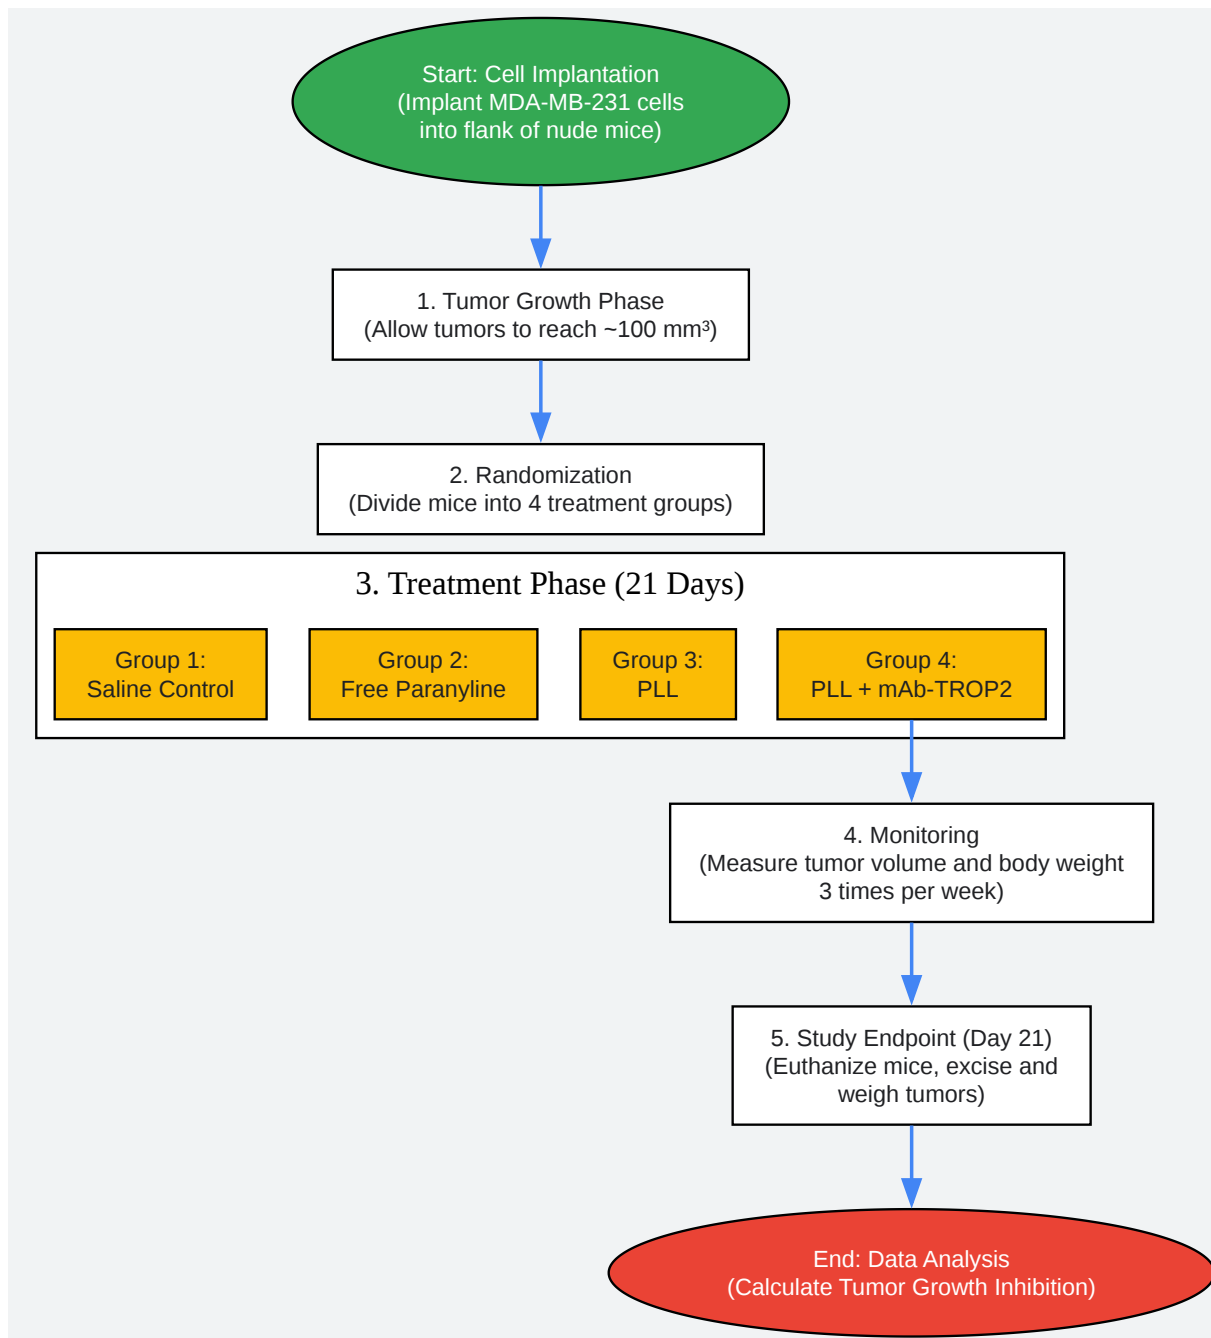 Start: Cell Implantation
(Implant MDA-MB-231 cells
into flank of nude mice)
1. Tumor Growth Phase
(Allow tumors to reach ~100 mm³)
2. Randomization
(Divide mice into 4 treatment groups)
3. Treatment Phase (21 Days)
Group 1:
Saline Control
Group 2:
Free Paranyline
Group 3:
PLL
Group 4:
PLL + mAb-TROP2
4. Monitoring
(Measure tumor volume and body weight
3 times per week)
5. Study Endpoint (Day 21)
(Euthanize mice, excise and
weigh tumors)
End: Data Analysis
(Calculate Tumor Growth Inhibition)